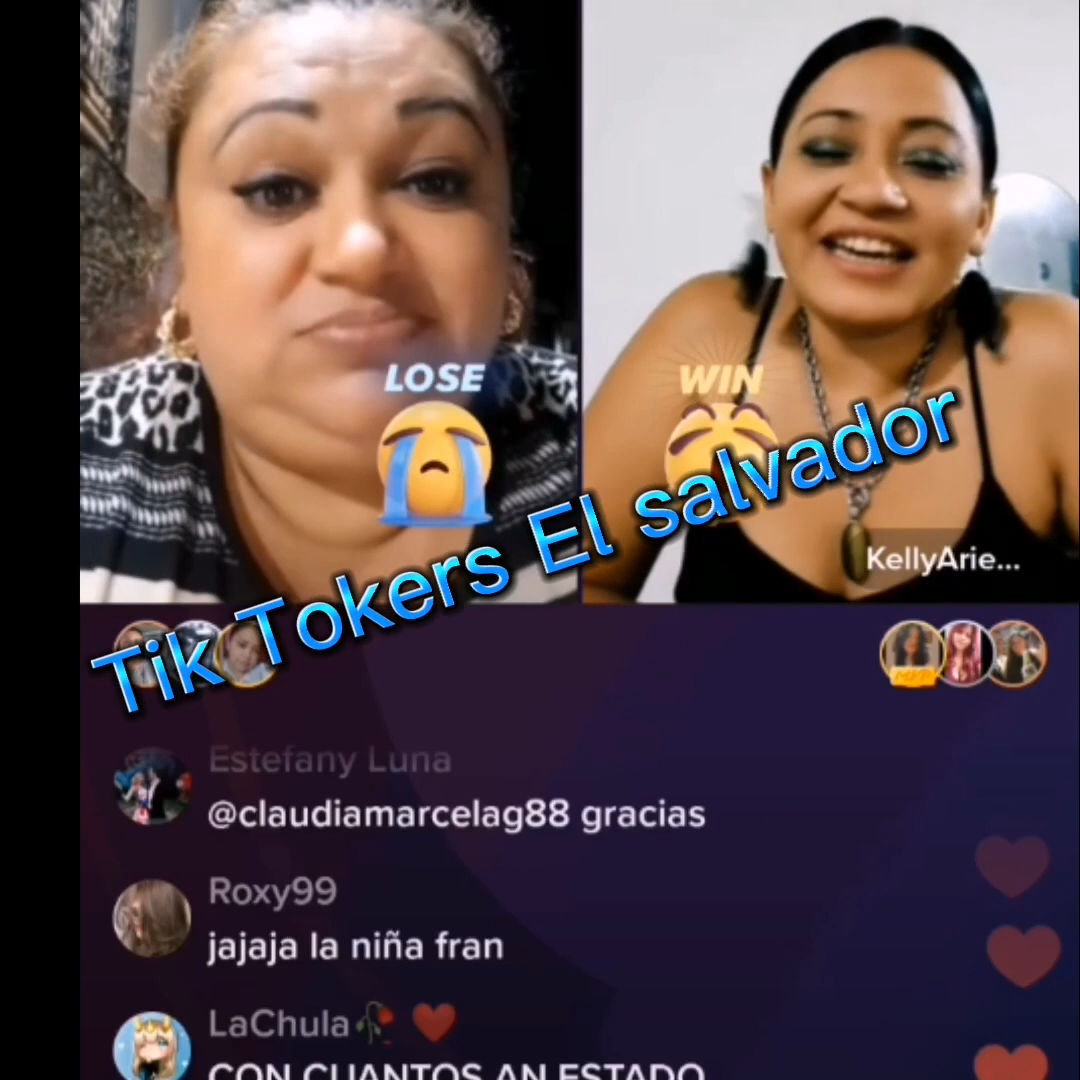 LOSE
WIN
Tik Tokers El salvador
KellyArie...
Estefany Luna
@claudiamarcelag88 gracias
Roxy99
jajaja la niña fran
LaChula🥀 ❤️
CON CUANTOS AN ESTADO